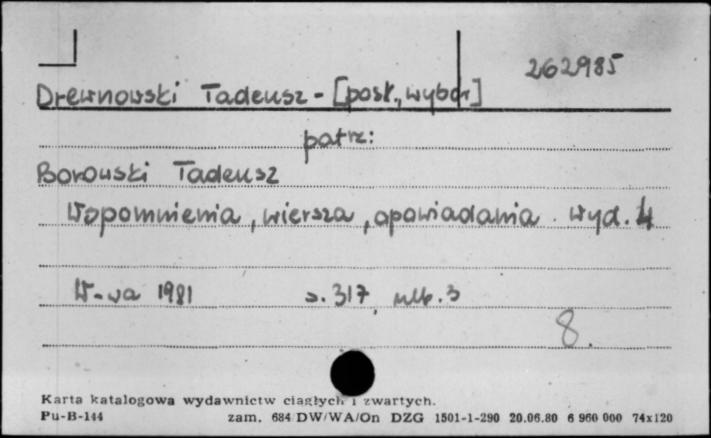 262985
Drewnowski Tadeusz - [posł., wybór]
patrz:
Borowski Tadeusz
Wspomnienia, wiersza, opowiadania. wyd. 4
W-wa 1981 s. 317, nlb. 3
8.
Karta katalogowa wydawnictw ciągłych i zwartych.
Pu-B-144 zam. 684 DW/WA/On DZG 1501-1-290 20.06.80 6 960 000 74x120